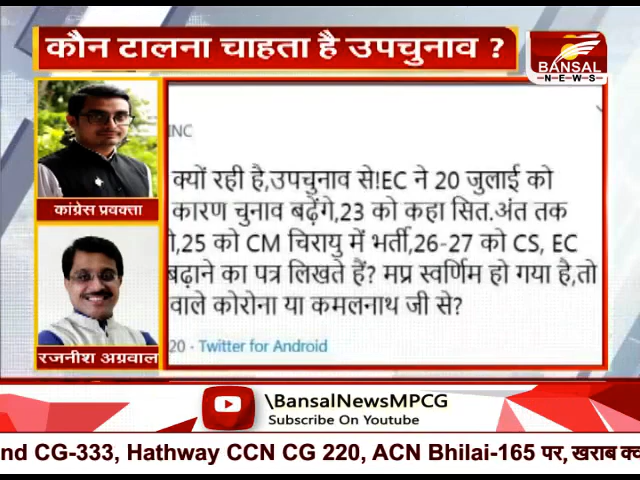 कौन टालना चाहता है उपचुनाव ?
BANSAL
NEWS
INC
क्यों रही है,उपचुनाव से!EC ने 20 जुलाई को
कारण चुनाव बढ़ेंगे,23 को कहा सित.अंत तक
,25 को CM चिरायु में भर्ती,26-27 को CS, EC
बढ़ाने का पत्र लिखते हैं? मप्र स्वर्णिम हो गया है,तो
वाले कोरोना या कमलनाथ जी से?
20 · Twitter for Android
कांग्रेस प्रवक्ता
रजनीश अग्रवाल
\BansalNewsMPCG
Subscribe On Youtube
nd CG-333, Hathway CCN CG 220, ACN Bhilai-165 पर, खराब क्व